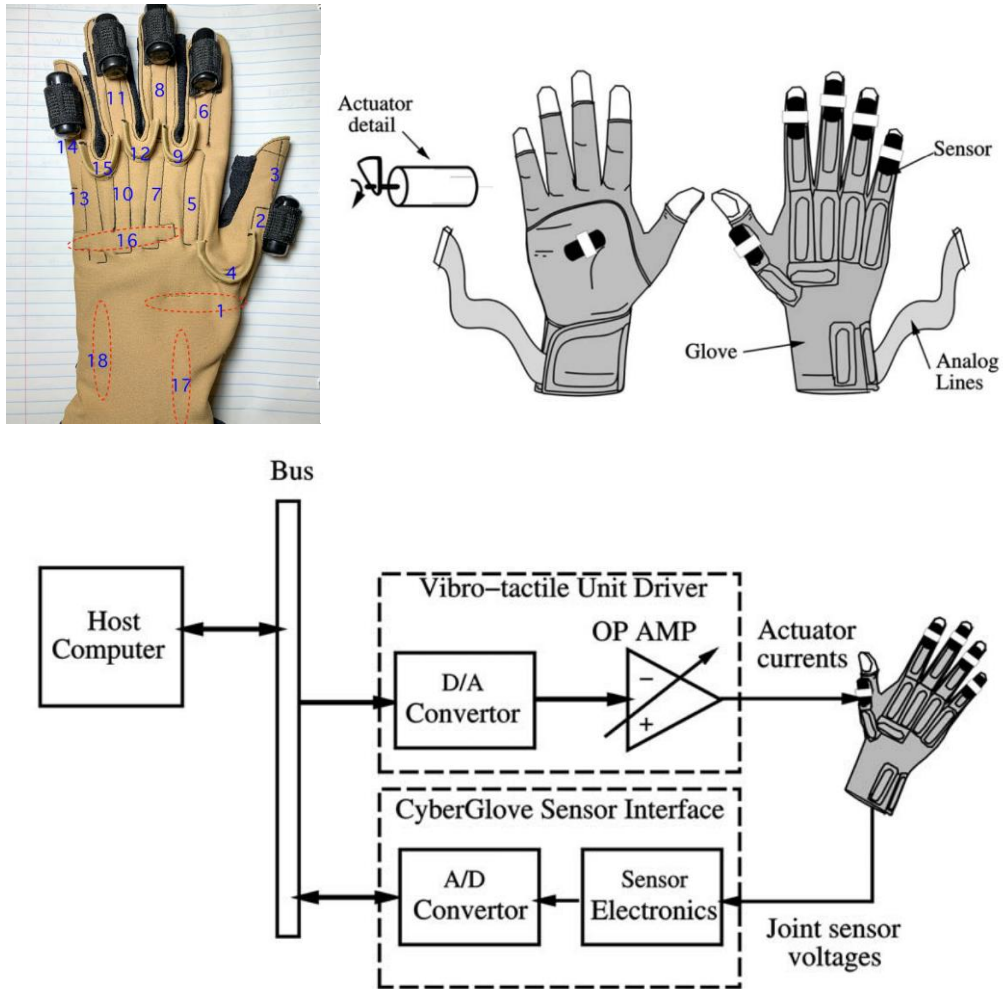 11
8
6
14
12
9
15
3
13
10
7
5
2
16
4
1
18
17
Actuator
detail
Sensor
Glove
Analog
Lines
Bus
Host
Computer
Vibro-tactile Unit Driver
OP AMP
D/A
Convertor
−
+
Actuator
currents
CyberGlove Sensor Interface
A/D
Convertor
Sensor
Electronics
Joint sensor
voltages